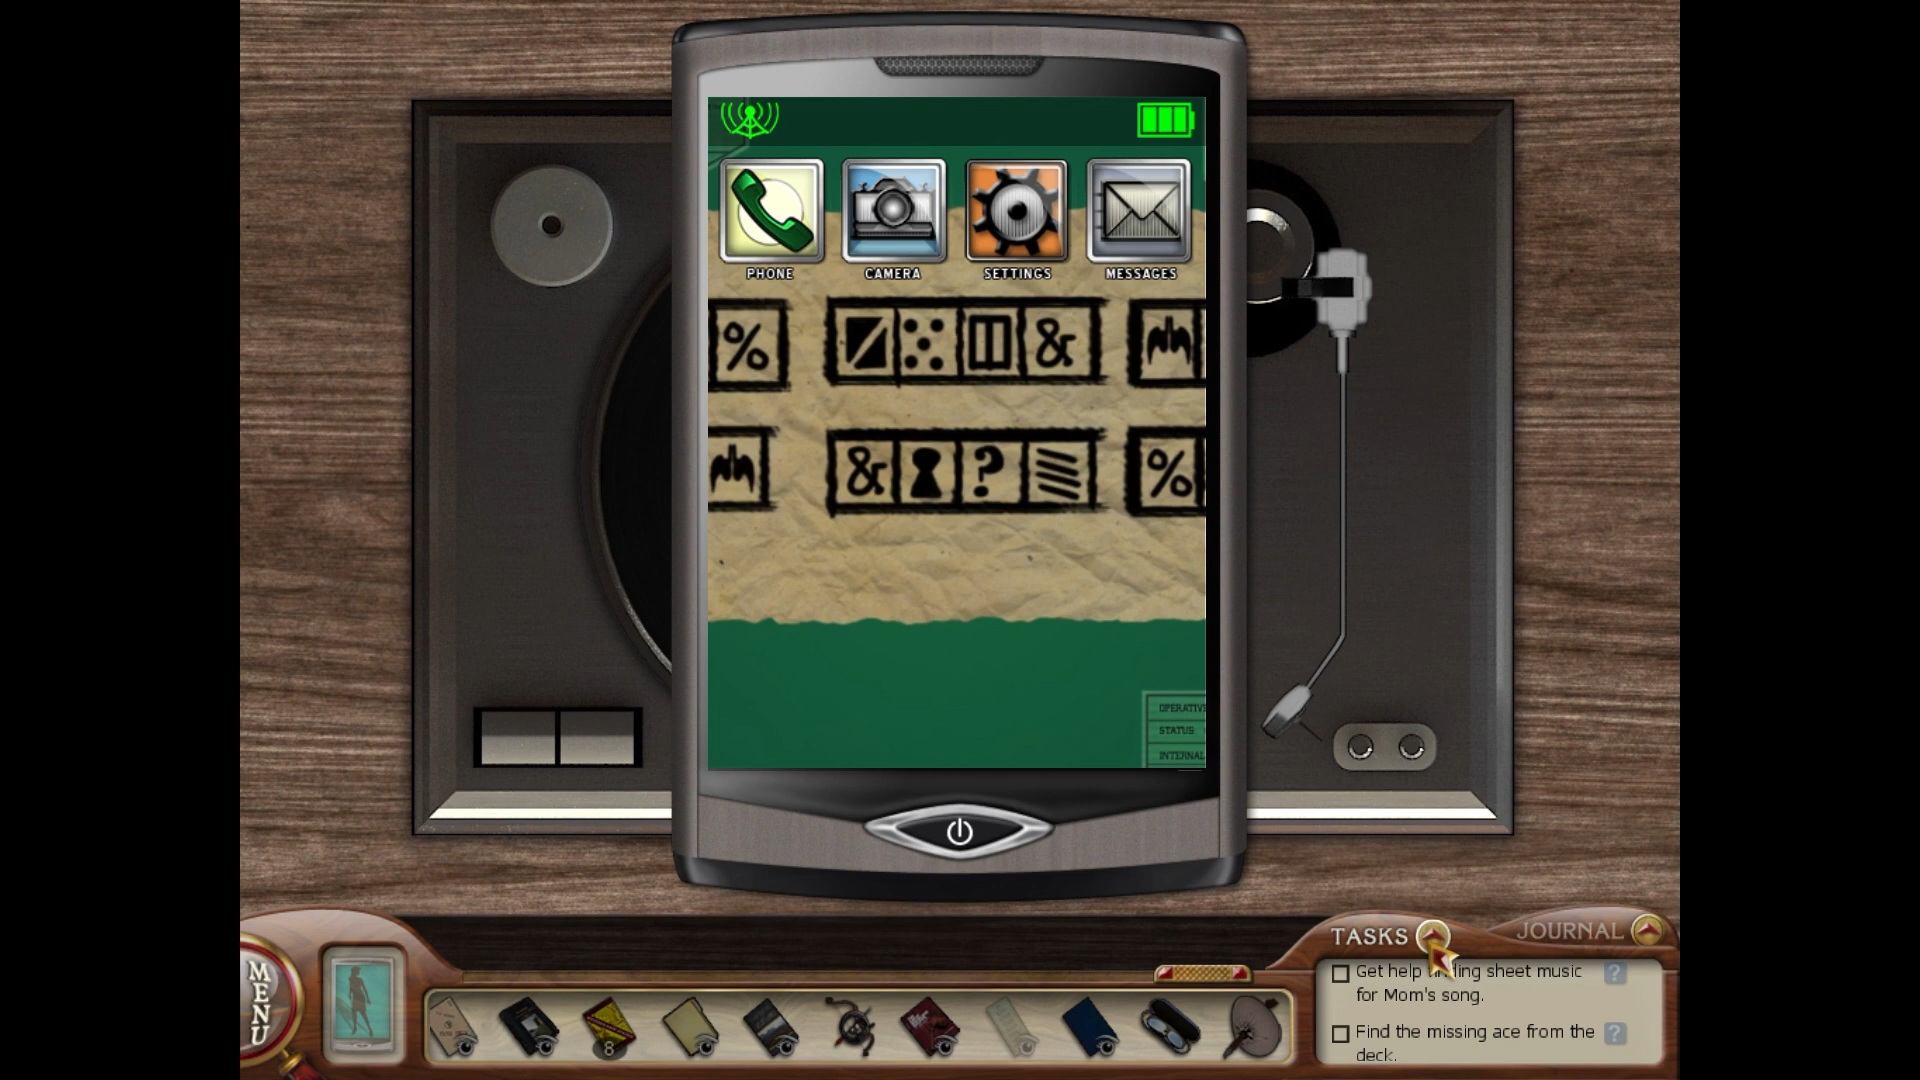 PHONE CAMERA SETTINGS MESSAGES
%
&
& ?
%
OPERATIV
STATUS:
INTERNAL
MENU
8
TASKS
JOURNAL
Get help sheet music ?
for Mom's song.
Find the missing ace from the ?
deck.